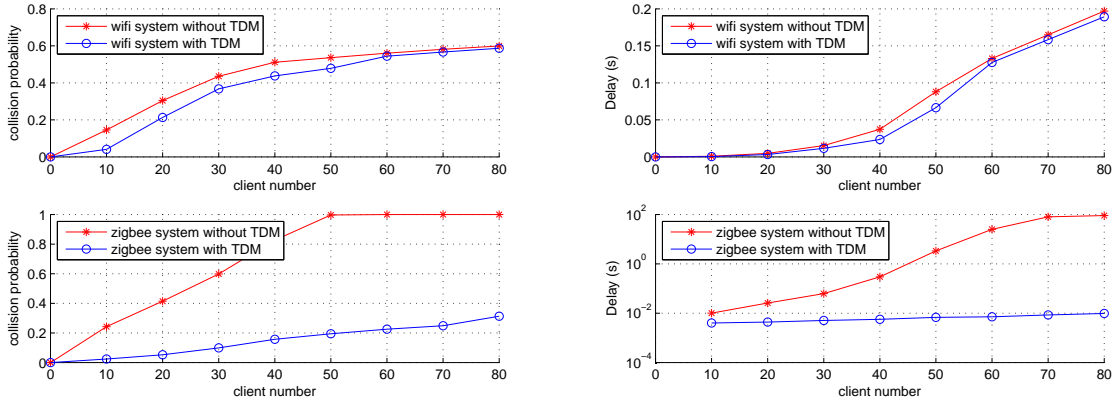 collision probability
0.8
0.6
0.4
0.2
0
wifi system without TDM
wifi system with TDM
0 10 20 30 40 50 60 70 80
client number
Delay (s)
0.2
0.15
0.1
0.05
0
wifi system without TDM
wifi system with TDM
0 10 20 30 40 50 60 70 80
client number
collision probability
1
0.8
0.6
0.4
0.2
0
zigbee system without TDM
zigbee system with TDM
0 10 20 30 40 50 60 70 80
client number
Delay (s)
10^2
10^0
10^-2
10^-4
zigbee system without TDM
zigbee system with TDM
0 10 20 30 40 50 60 70 80
client number